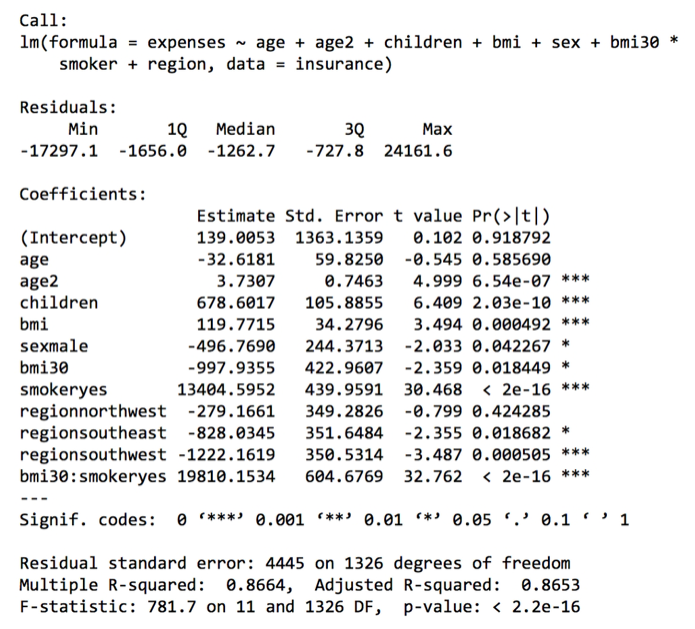 Call:
lm(formula = expenses ~ age + age2 + children + bmi + sex + bmi30 *
    smoker + region, data = insurance)

Residuals:
     Min       1Q   Median       3Q      Max
-17297.1  -1656.0  -1262.7   -727.8  24161.6

Coefficients:
                  Estimate Std. Error t value Pr(>|t|)
(Intercept)       139.0053  1363.1359   0.102 0.918792
age               -32.6181    59.8250  -0.545 0.585690
age2                3.7307     0.7463   4.999 6.54e-07 ***
children          678.6017   105.8855   6.409 2.03e-10 ***
bmi               119.7715    34.2796   3.494 0.000492 ***
sexmale          -496.7690   244.3713  -2.033 0.042267 *
bmi30            -997.9355   422.9607  -2.359 0.018449 *
smokeryes       13404.5952   439.9591  30.468  < 2e-16 ***
regionnorthwest  -279.1661   349.2826  -0.799 0.424285
regionsoutheast  -828.0345   351.6484  -2.355 0.018682 *
regionsouthwest -1222.1619   350.5314  -3.487 0.000505 ***
bmi30:smokeryes 19810.1534   604.6769  32.762  < 2e-16 ***
---
Signif. codes:  0 ‘***’ 0.001 ‘**’ 0.01 ‘*’ 0.05 ‘.’ 0.1 ‘ ’ 1

Residual standard error: 4445 on 1326 degrees of freedom
Multiple R-squared:  0.8664,  Adjusted R-squared:  0.8653
F-statistic: 781.7 on 11 and 1326 DF,  p-value: < 2.2e-16